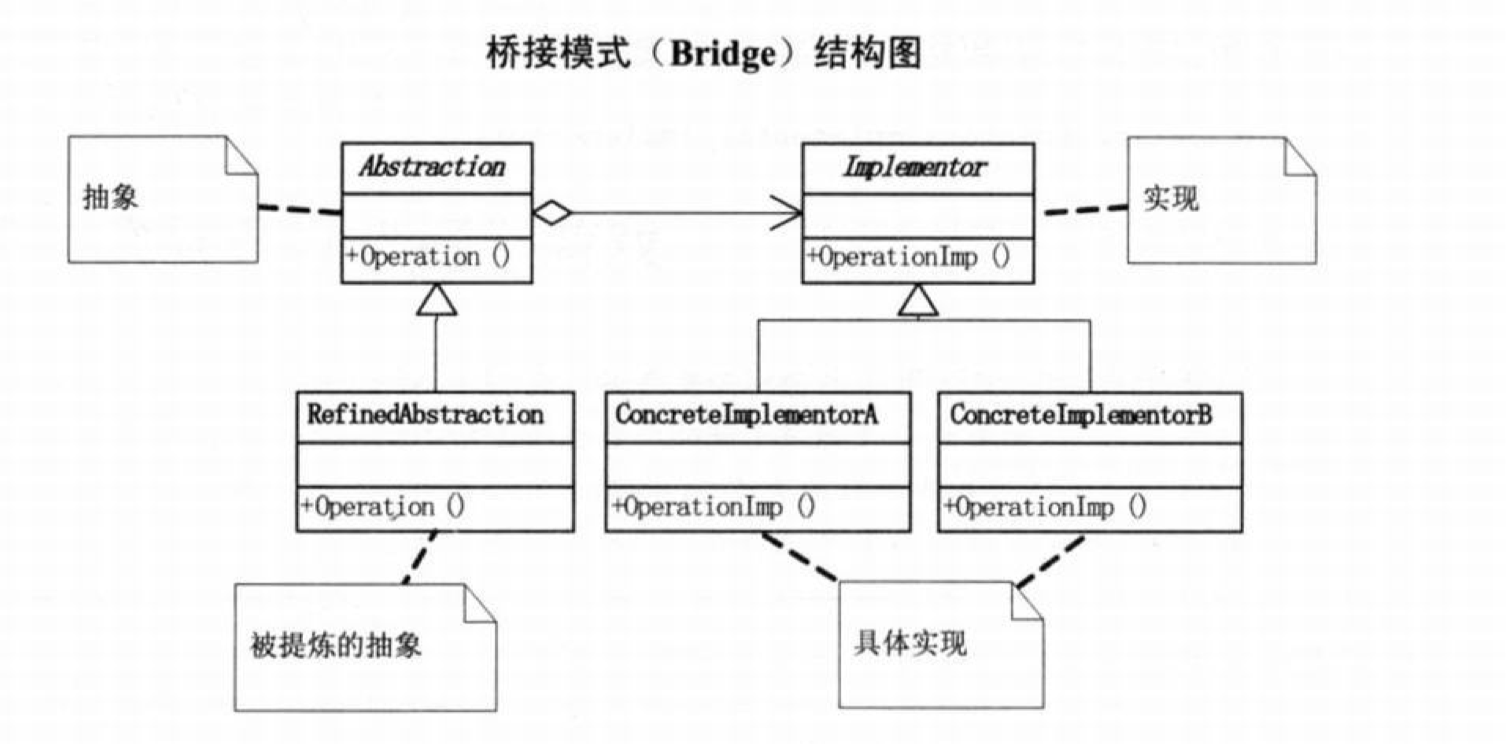 桥接模式（Bridge）结构图
抽象
Abstraction
+Operation ()
Implementor
+OperationImp ()
实现
RefinedAbstraction
+Operation ()
ConcreteImplementorA
+OperationImp ()
ConcreteImplementorB
+OperationImp ()
被提炼的抽象
具体实现